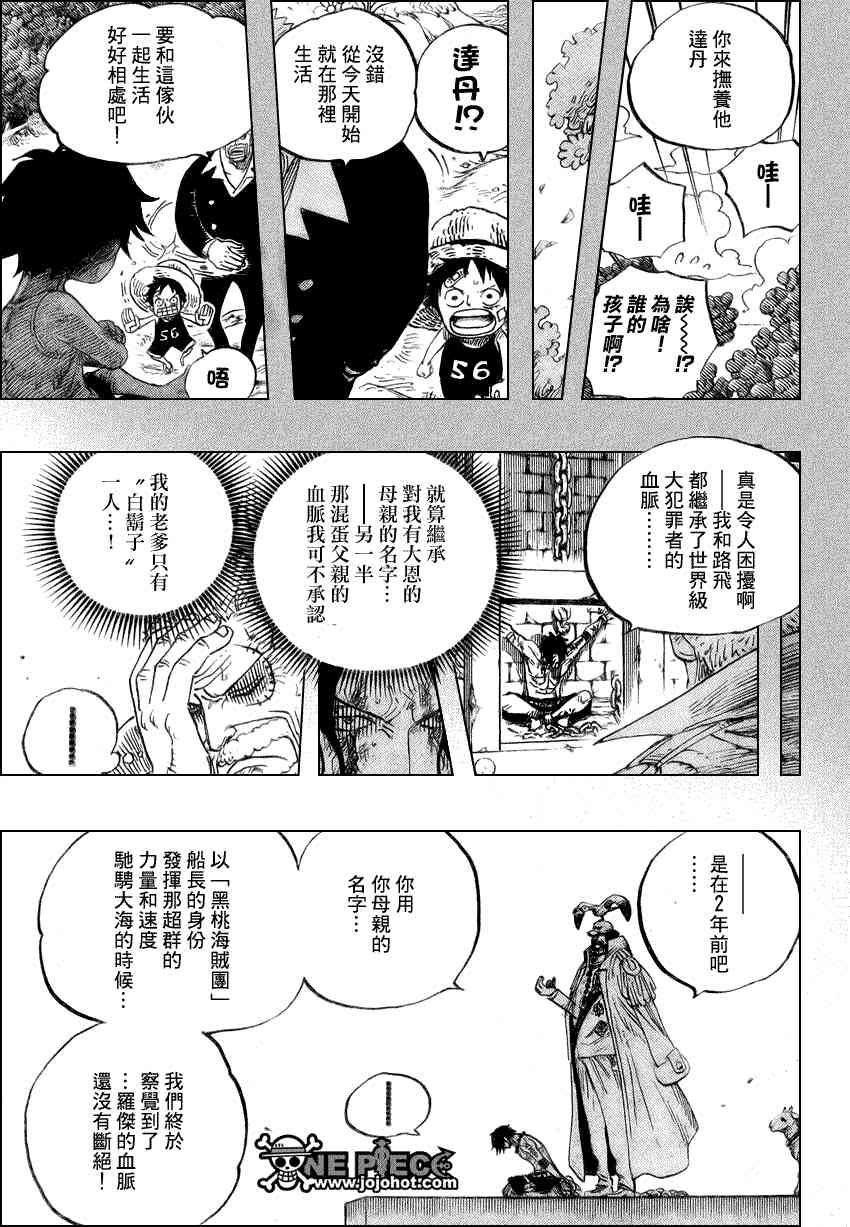 你來撫養他
達丹
哇—
哇—
誒～～!?
為啥!
誰的
孩子啊!?
達丹!?
沒錯
從今天開始
就在那裡
生活
56
要和這傢伙
一起生活
好好相處吧!
56
唔
真是令人困擾啊
——我和路飛
都繼承了世界級
大犯罪者的
血脈………
就算繼承
對我有大恩的
母親的名字…
——另一半
那混蛋父親的
血脈我可不承認
我的老爹只有
〝白鬍子〞
一人…!
………
——
是在2年前吧
……
你用
你母親的
名字…
以「黑桃海賊團」
船長的身份
發揮那超群的
力量和速度
馳騁大海的時候…
………
我們終於
察覺到了
…羅傑的血脈
還沒有斷絕!
ONE PIECE
www.jojohot.com